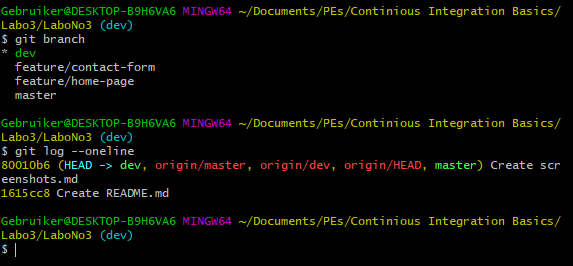 Gebruiker@DESKTOP-B9H6VA6 MINGW64 ~/Documents/PEs/Continious Integration Basics/
Labo3/LaboNo3 (dev)
$ git branch
* dev
  feature/contact-form
  feature/home-page
  master

Gebruiker@DESKTOP-B9H6VA6 MINGW64 ~/Documents/PEs/Continious Integration Basics/
Labo3/LaboNo3 (dev)
$ git log --oneline
80010b6 (HEAD -> dev, origin/master, origin/dev, origin/HEAD, master) Create scr
eenshots.md
1615cc8 Create README.md

Gebruiker@DESKTOP-B9H6VA6 MINGW64 ~/Documents/PEs/Continious Integration Basics/
Labo3/LaboNo3 (dev)
$